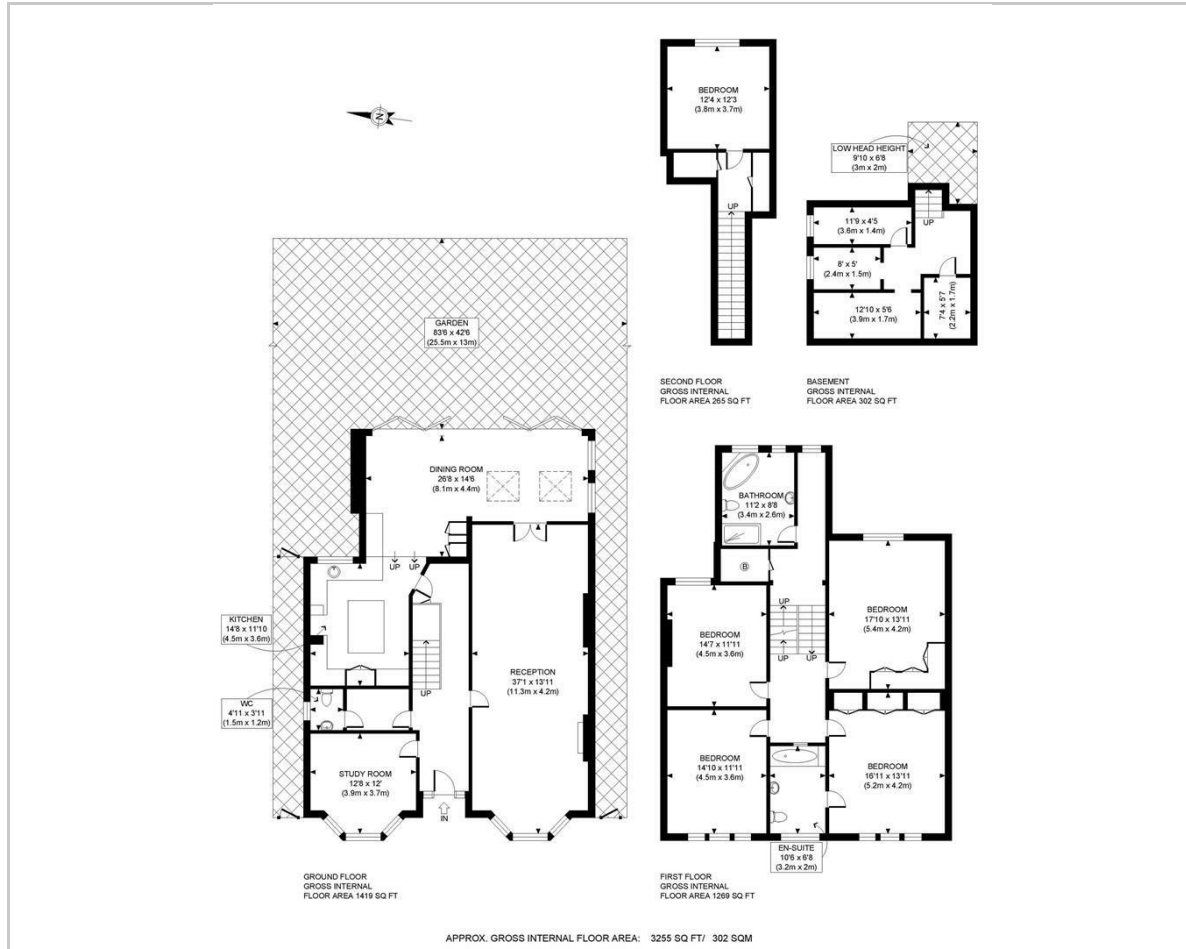 BEDROOM
12'4 x 12'3
(3.8m x 3.7m)
UP
SECOND FLOOR
GROSS INTERNAL
FLOOR AREA 265 SQ FT
LOW HEAD HEIGHT
9'10 x 6'8
(3m x 2m)
UP
11'9 x 4'5
(3.6m x 1.4m)
8' x 5'
(2.4m x 1.5m)
12'10 x 5'6
(3.9m x 1.7m)
7'4 x 5'7
(2.2m x 1.7m)
BASEMENT
GROSS INTERNAL
FLOOR AREA 302 SQ FT
N
GARDEN
83'6 x 42'6
(25.5m x 13m)
DINING ROOM
26'8 x 14'6
(8.1m x 4.4m)
UP UP
KITCHEN
14'8 x 11'10
(4.5m x 3.6m)
UP
RECEPTION
37'1 x 13'11
(11.3m x 4.2m)
WC
4'11 x 3'11
(1.5m x 1.2m)
STUDY ROOM
12'8 x 12'
(3.9m x 3.7m)
IN
GROUND FLOOR
GROSS INTERNAL
FLOOR AREA 1419 SQ FT
BATHROOM
11'2 x 8'8
(3.4m x 2.6m)
B
UP
UP UP
BEDROOM
14'7 x 11'11
(4.5m x 3.6m)
BEDROOM
17'10 x 13'11
(5.4m x 4.2m)
BEDROOM
14'10 x 11'11
(4.5m x 3.6m)
BEDROOM
16'11 x 13'11
(5.2m x 4.2m)
EN-SUITE
10'6 x 6'8
(3.2m x 2m)
FIRST FLOOR
GROSS INTERNAL
FLOOR AREA 1269 SQ FT
APPROX. GROSS INTERNAL FLOOR AREA: 3255 SQ FT/ 302 SQM